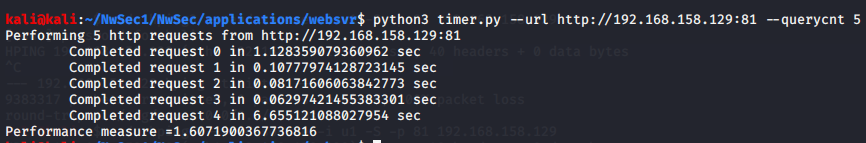 kali@kali:~/NwSec1/NwSec/applications/websvr$ python3 timer.py --url http://192.168.158.129:81 --querycnt 5
Performing 5 http requests from http://192.168.158.129:81
Completed request 0 in 1.128359079360962 sec
Completed request 1 in 0.10777974128723145 sec
Completed request 2 in 0.08171606063842773 sec
Completed request 3 in 0.06297421455383301 sec
Completed request 4 in 6.655121088027954 sec
Performance measure =1.6071900367736816